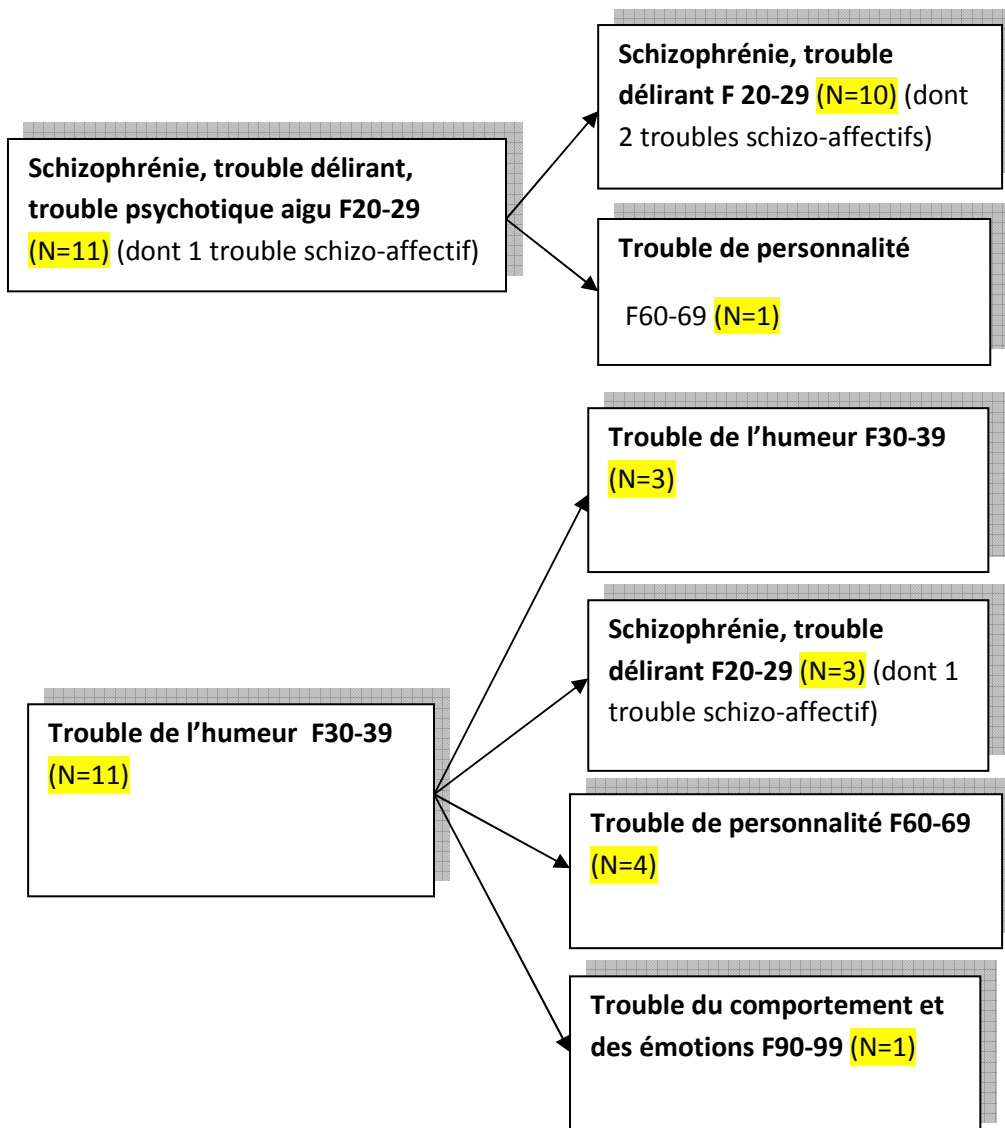 Schizophrénie, trouble délirant,
trouble psychotique aigu F20-29
(N=11) (dont 1 trouble schizo-affectif)
Schizophrénie, trouble
délirant F 20-29 (N=10) (dont
2 troubles schizo-affectifs)
Trouble de personnalité
F60-69 (N=1)
Trouble de l’humeur F30-39
(N=11)
Trouble de l’humeur F30-39
(N=3)
Schizophrénie, trouble
délirant F20-29 (N=3) (dont 1
trouble schizo-affectif)
Trouble de personnalité F60-69
(N=4)
Trouble du comportement et
des émotions F90-99 (N=1)